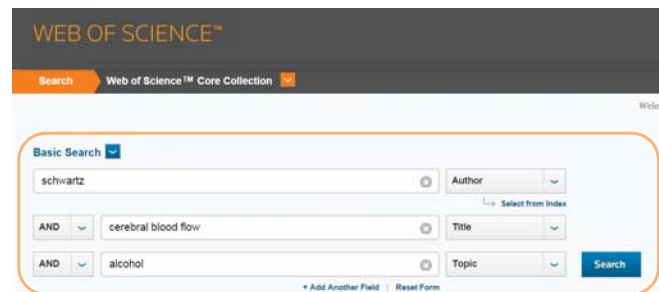 WEB OF SCIENCE™
Search Web of Science™ Core Collection
Welo
Basic Search
schwartz Author
Select from Index
AND cerebral blood flow Title
AND alcohol Topic Search
+ Add Another Field | Reset Form